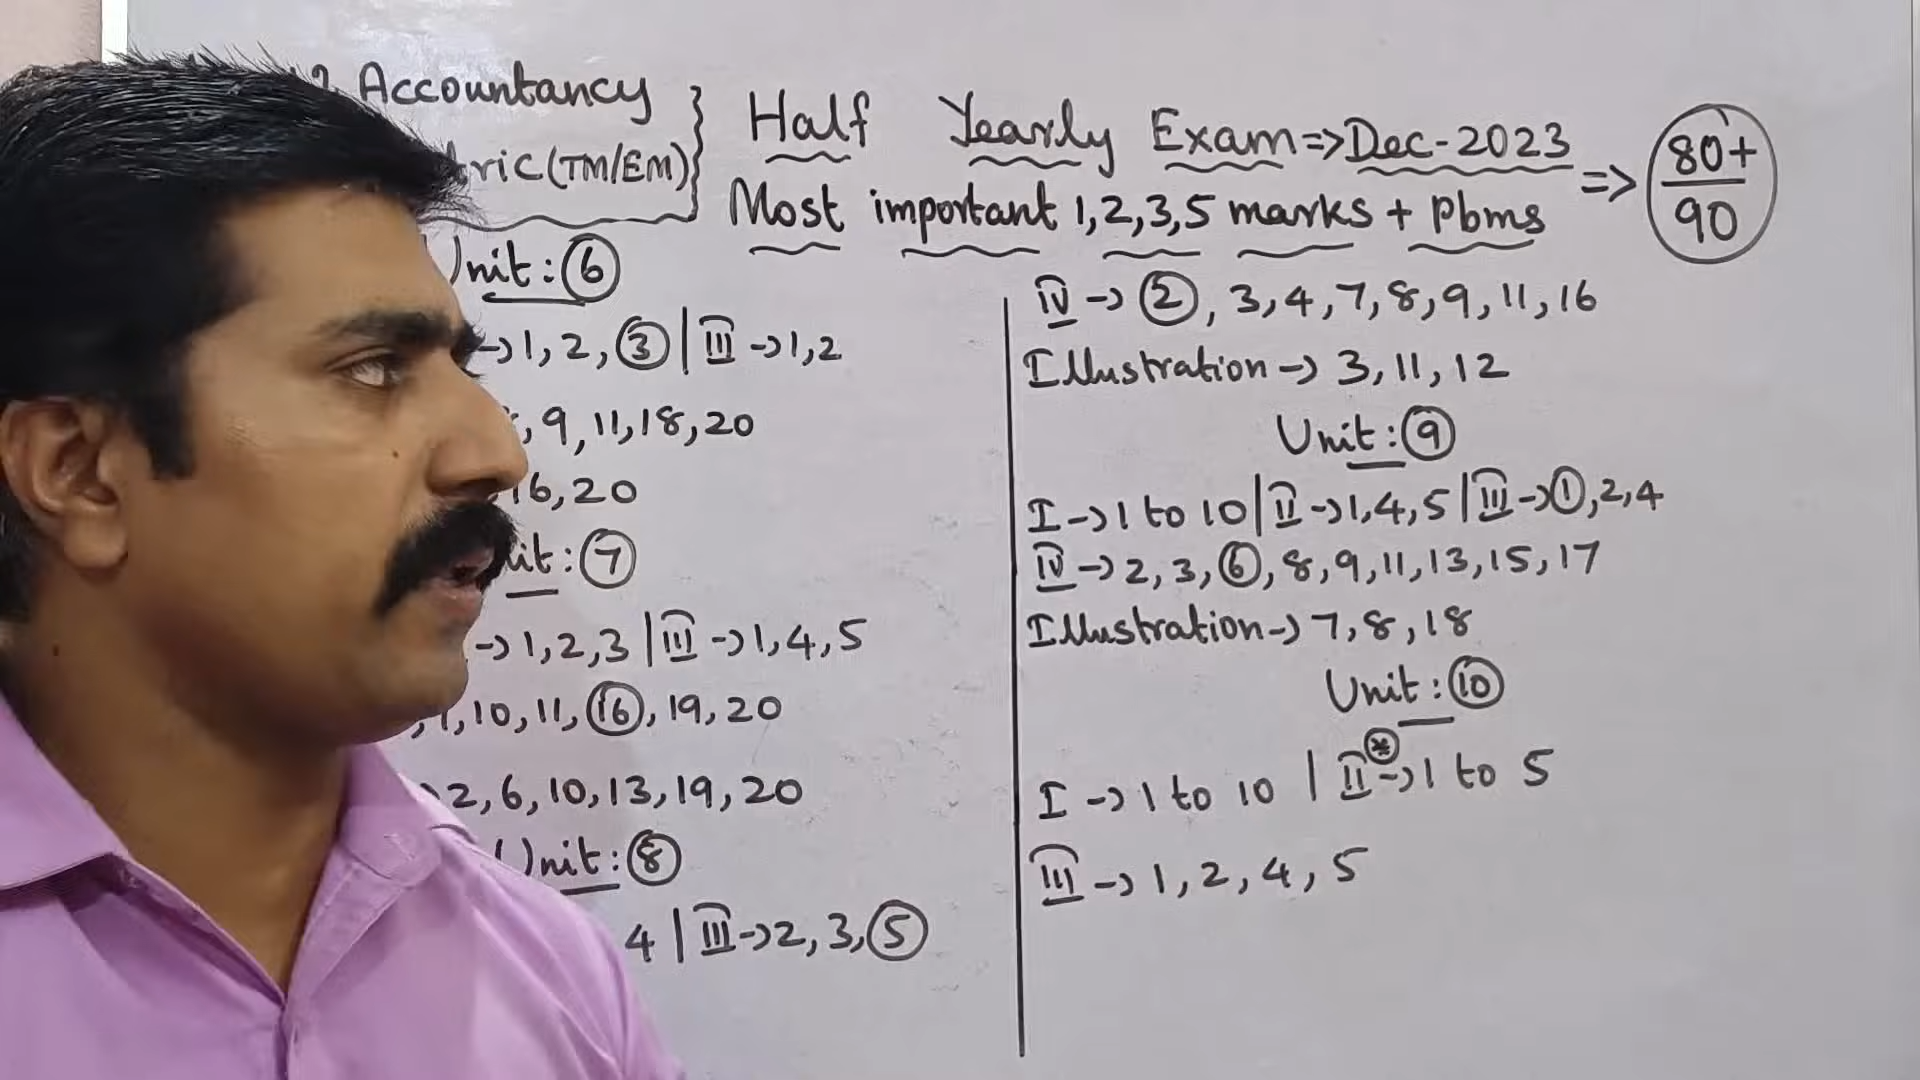 12 Accountancy
tric (TM/EM) }
Half Yearly Exam => Dec-2023
Most important 1,2,3,5 marks + Pbms => 80+/90
Unit: 6
->1, 2, 3 | III ->1,2
, 9, 11, 18, 20
16, 20
it: 7
-> 1, 2, 3 | III -> 1, 4, 5
, 10, 11, 16, 19, 20
2, 6, 10, 13, 19, 20
Unit: 8
4 | III ->2, 3, 5
IV -> 2, 3, 4, 7, 8, 9, 11, 16
Illustration -> 3, 11, 12
Unit: 9
I ->1 to 10 | II ->1, 4, 5 | III ->1, 2, 4
IV -> 2, 3, 6, 8, 9, 11, 13, 15, 17
Illustration -> 7, 8, 18
Unit: 10
I ->1 to 10 | II * ->1 to 5
III -> 1, 2, 4, 5